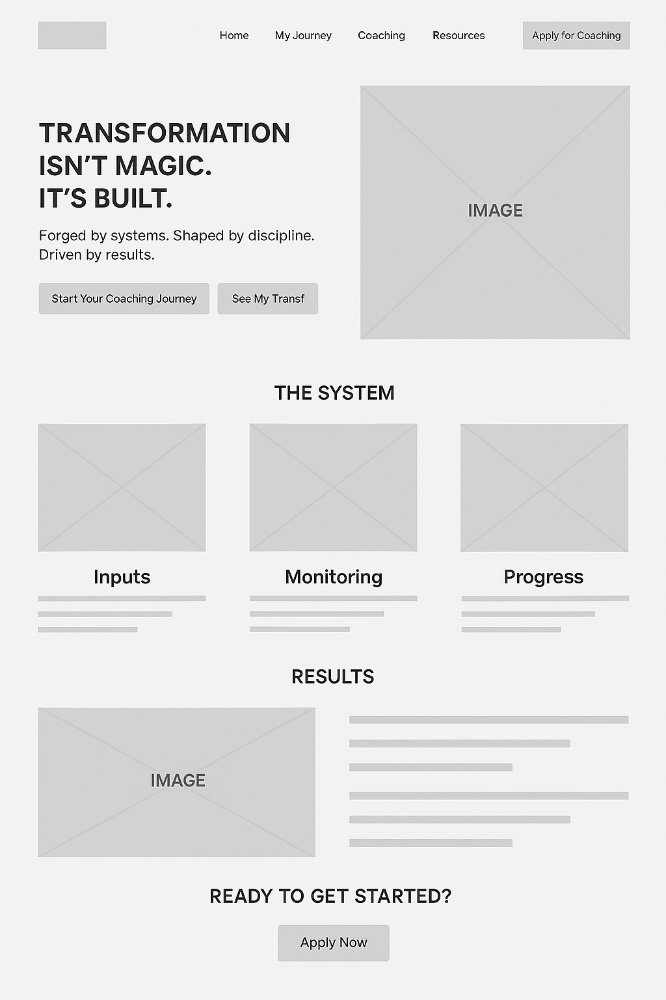 Home My Journey Coaching Resources Apply for Coaching
TRANSFORMATION
ISN’T MAGIC.
IT’S BUILT.
Forged by systems. Shaped by discipline.
Driven by results.
Start Your Coaching Journey See My Transf
IMAGE
THE SYSTEM
Inputs Monitoring Progress
RESULTS
IMAGE
READY TO GET STARTED?
Apply Now